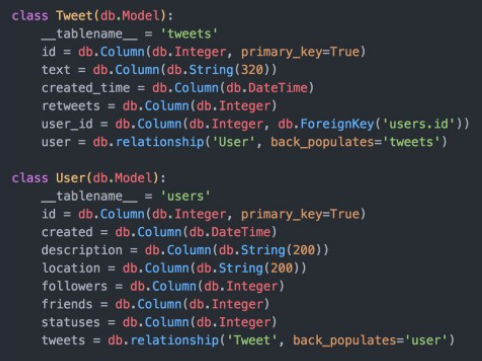 class Tweet(db.Model):
    __tablename__ = 'tweets'
    id = db.Column(db.Integer, primary_key=True)
    text = db.Column(db.String(320))
    created_time = db.Column(db.DateTime)
    retweets = db.Column(db.Integer)
    user_id = db.Column(db.Integer, db.ForeignKey('users.id'))
    user = db.relationship('User', back_populates='tweets')

class User(db.Model):
    __tablename__ = 'users'
    id = db.Column(db.Integer, primary_key=True)
    created = db.Column(db.DateTime)
    description = db.Column(db.String(200))
    location = db.Column(db.String(200))
    followers = db.Column(db.Integer)
    friends = db.Column(db.Integer)
    statuses = db.Column(db.Integer)
    tweets = db.relationship('Tweet', back_populates='user')